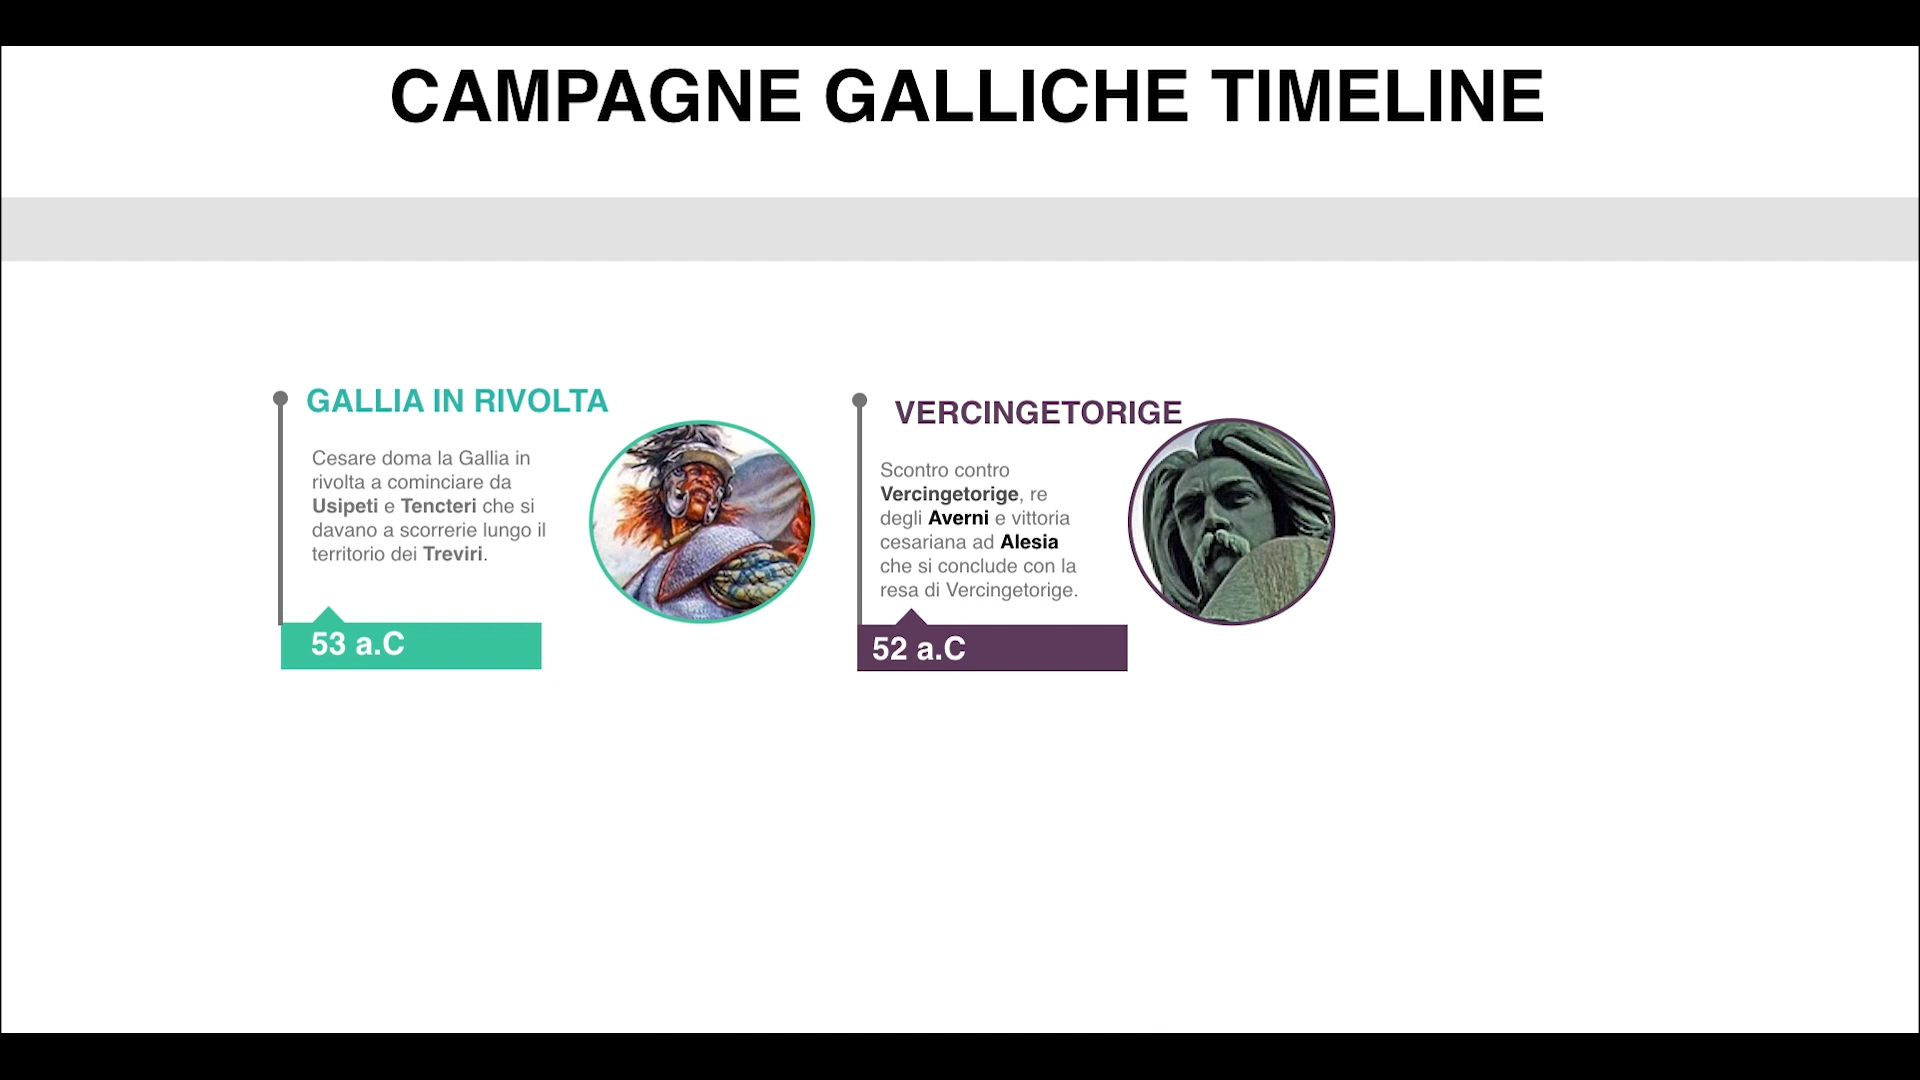 CAMPAGNE GALLICHE TIMELINE
GALLIA IN RIVOLTA
Cesare doma la Gallia in
rivolta a cominciare da
Usipeti e Tencteri che si
davano a scorrerie lungo il
territorio dei Treviri.
53 a.C
VERCINGETORIGE
Scontro contro
Vercingetorige, re
degli Averni e vittoria
cesariana ad Alesia
che si conclude con la
resa di Vercingetorige.
52 a.C